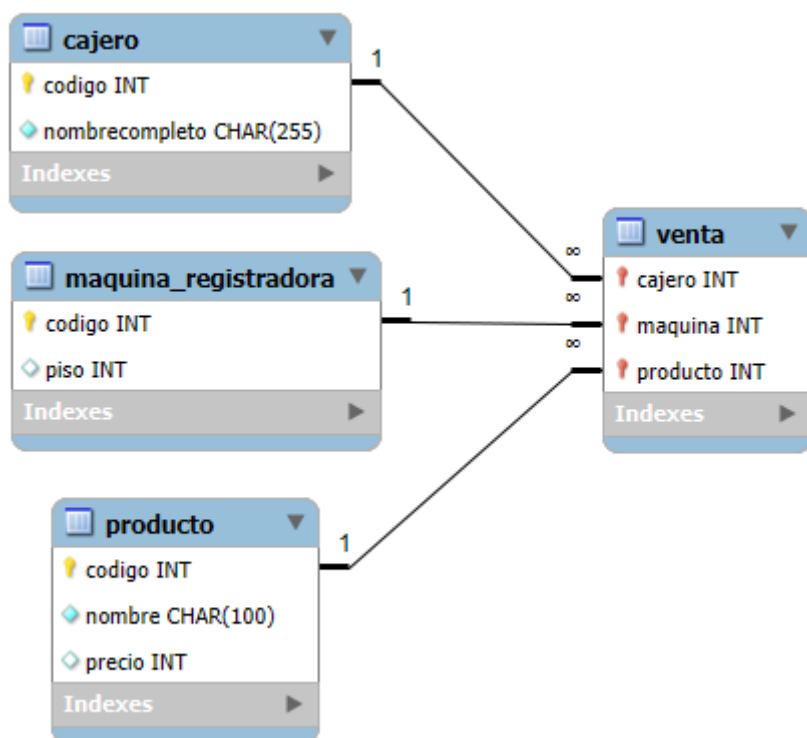 cajero
codigo INT
nombrecompleto CHAR(255)
Indexes
1
maquina_registradora
codigo INT
piso INT
Indexes
1
producto
codigo INT
nombre CHAR(100)
precio INT
Indexes
1
venta
∞
cajero INT
∞
maquina INT
∞
producto INT
Indexes